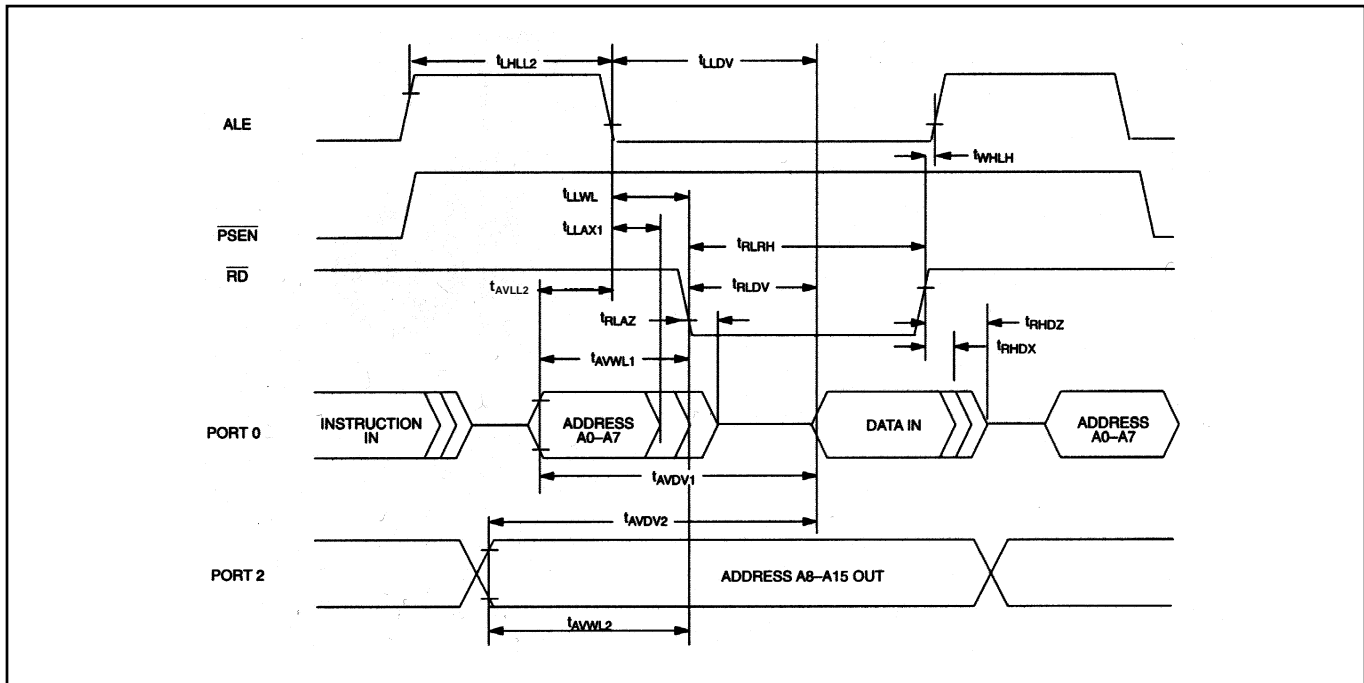 tLHLL2 tLLDV
ALE
tWHLH
tLLWL
tLLAX1
PSEN
tRLRH
RD
tAVLL2
tRLDV
tRLAZ
tRHDZ
tRHDX
tAVWL1
PORT 0
INSTRUCTION
IN
ADDRESS
A0–A7
DATA IN
ADDRESS
A0–A7
tAVDV1
tAVDV2
PORT 2
ADDRESS A8–A15 OUT
tAVWL2